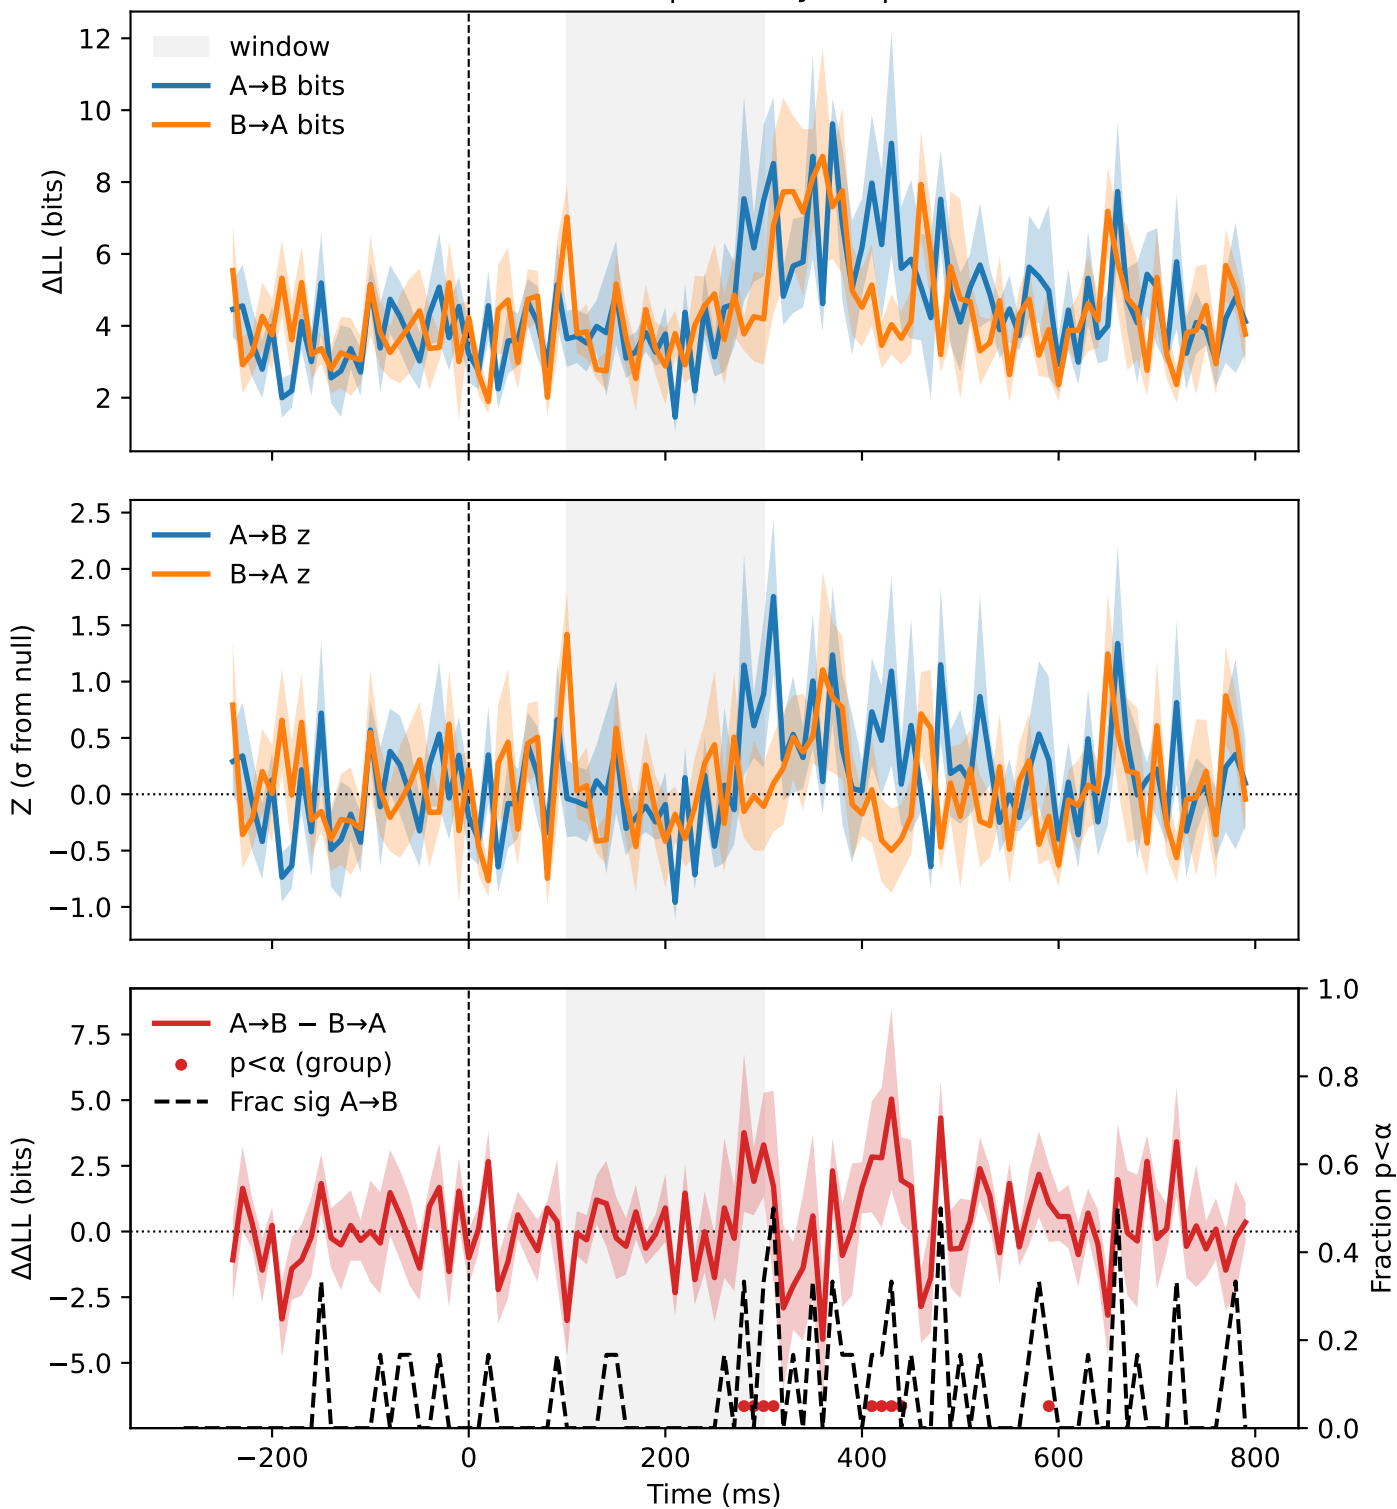 12
10
8
6
4
2
ΔLL (bits)
window
A→B bits
B→A bits
2.5
2.0
1.5
1.0
0.5
0.0
−0.5
−1.0
Z (σ from null)
A→B z
B→A z
7.5
5.0
2.5
0.0
−2.5
−5.0
ΔΔLL (bits)
A→B − B→A
p<α (group)
Frac sig A→B
1.0
0.8
0.6
0.4
0.2
0.0
Fraction p<α
−200
0
200
400
600
800
Time (ms)